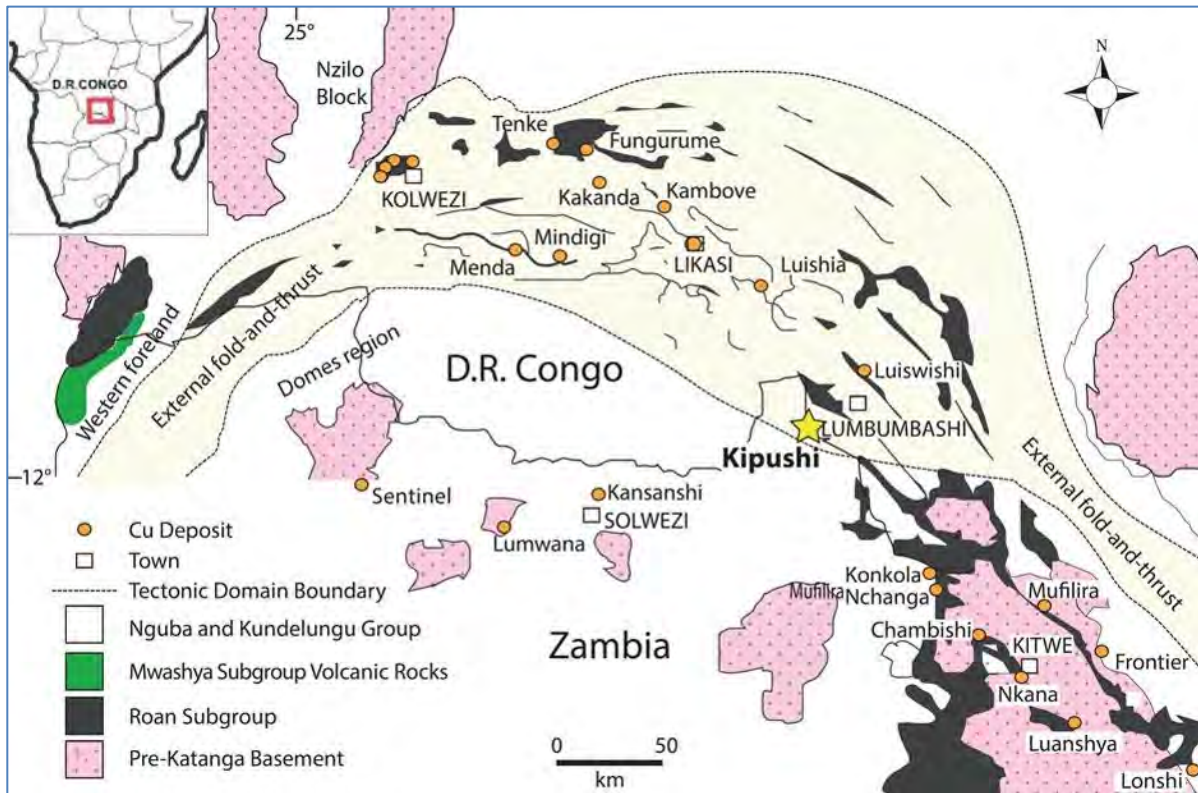 25°
D.R. CONGO
N
Nzilo
Block
Tenke
Fungurume
KOLWEZI
Kakanda
Kambove
Menda
Mindigi
LIKASI
Luishia
Western foreland
External fold-and-thrust
Domes region
D.R. Congo
Luiswishi
LUMBUMBASHI
Kipushi
12°
Sentinel
Kansanshi
SOLWEZI
Lumwana
External fold-and-thrust
Cu Deposit
Town
Tectonic Domain Boundary
Nguba and Kundelungu Group
Mwashya Subgroup Volcanic Rocks
Roan Subgroup
Pre-Katanga Basement
Zambia
0 50
km
Konkola
Mufilira
Nchanga
Mufilira
Chambishi
KITWE
Frontier
Nkana
Luanshya
Lonshi